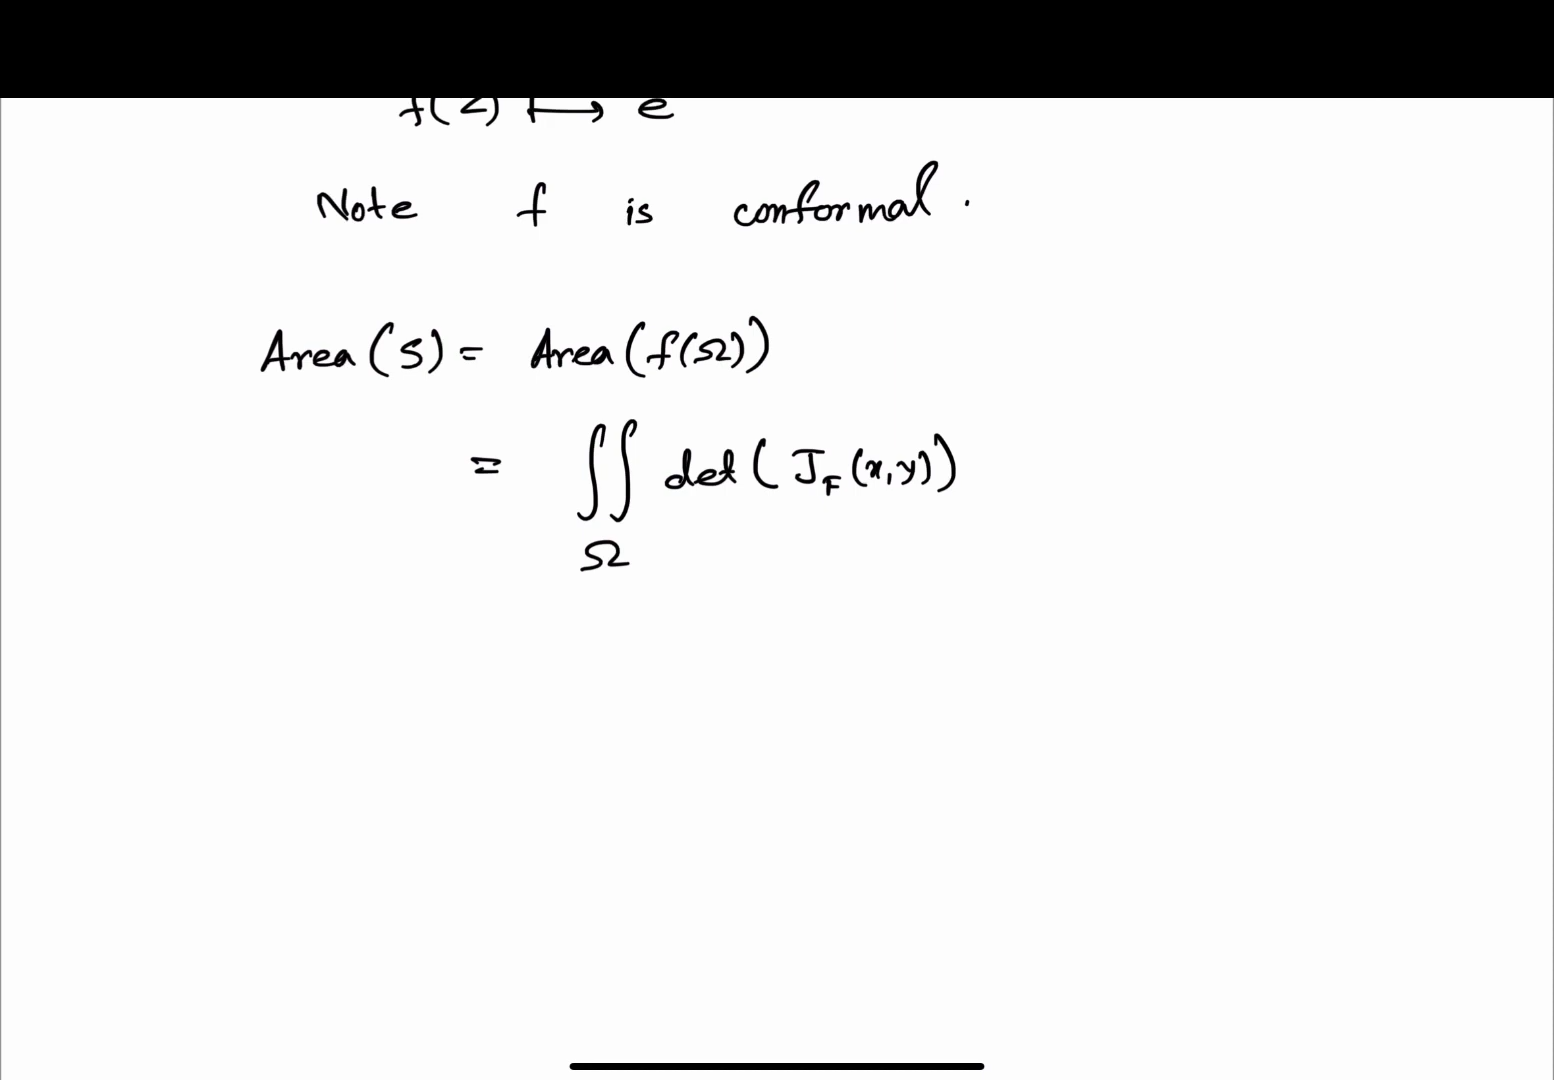 f(z) ⟼ e
Note f is conformal.
Area(S) = Area(f(Ω))
= ∬ det(J_F(x,y))
Ω